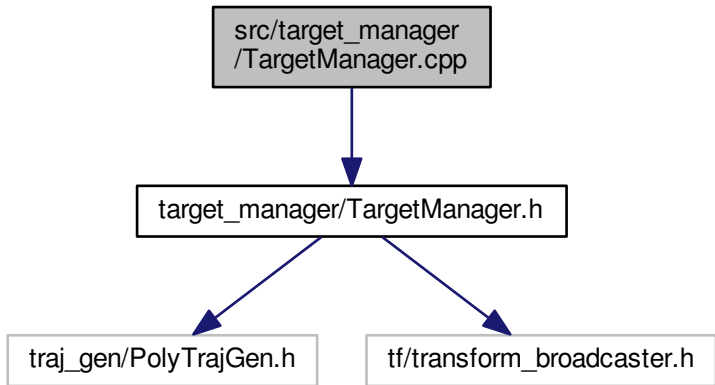 src/target_manager
/TargetManager.cpp
target_manager/TargetManager.h
traj_gen/PolyTrajGen.h
tf/transform_broadcaster.h